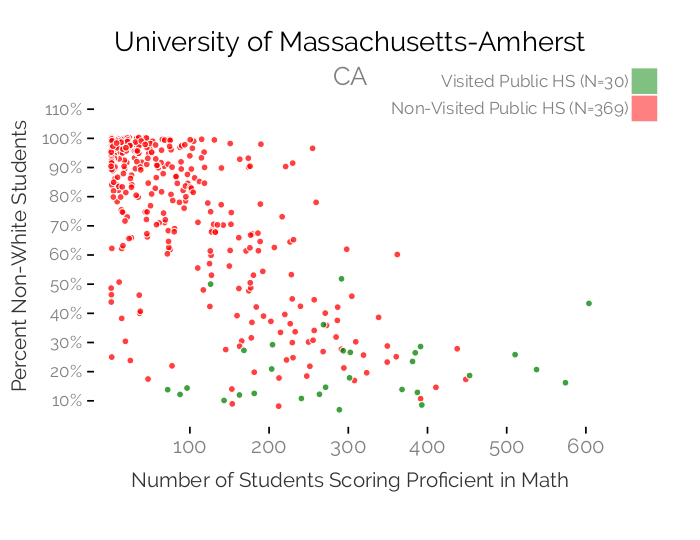 University of Massachusetts-Amherst
CA
Visited Public HS (N=30)
Non-Visited Public HS (N=369)
Percent Non-White Students
110%
100%
90%
80%
70%
60%
50%
40%
30%
20%
10%
100 200 300 400 500 600
Number of Students Scoring Proficient in Math